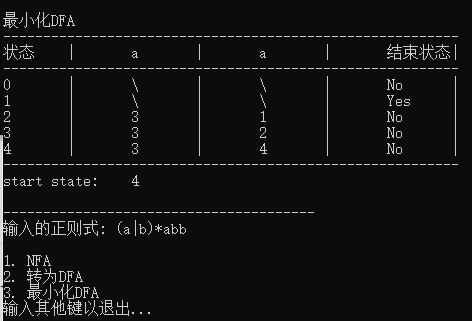 最小化DFA
状态 | a | a | 结束状态|
0 | \ | \ | No |
1 | \ | \ | Yes |
2 | 3 | 1 | No |
3 | 3 | 2 | No |
4 | 3 | 4 | No |
start state: 4
输入的正则式: (a|b)*abb
1. NFA
2. 转为DFA
3. 最小化DFA
输入其他键以退出...